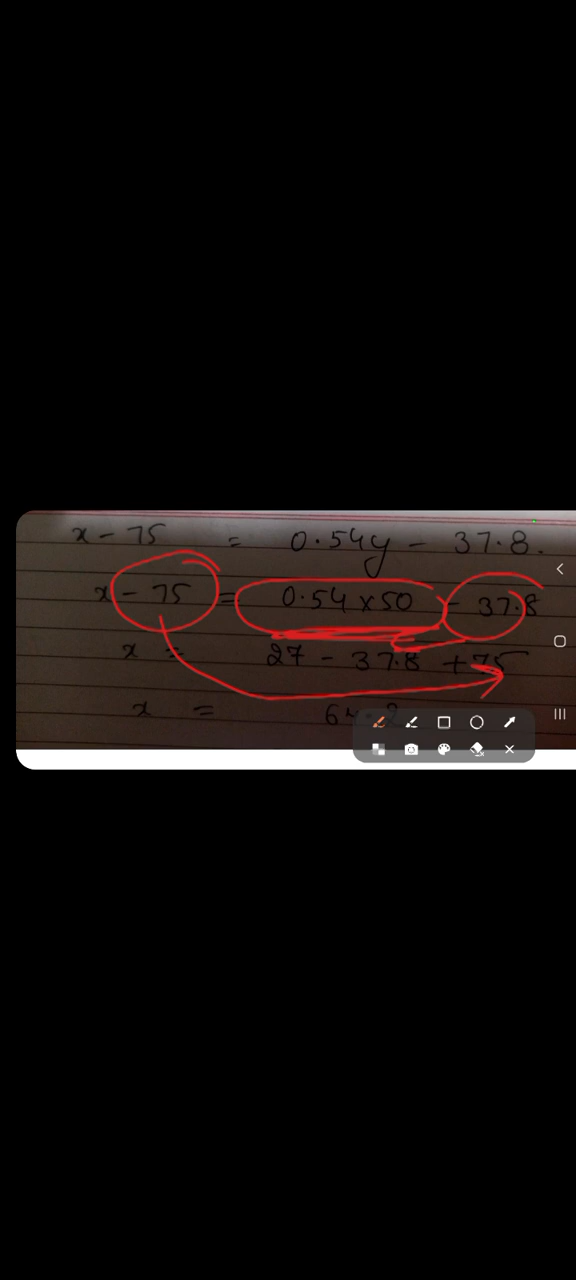 x - 75 = 0.54y - 37.8.
x - 75 = 0.54 x 50 - 37.8
x = 27 - 37.8 + 75
x =